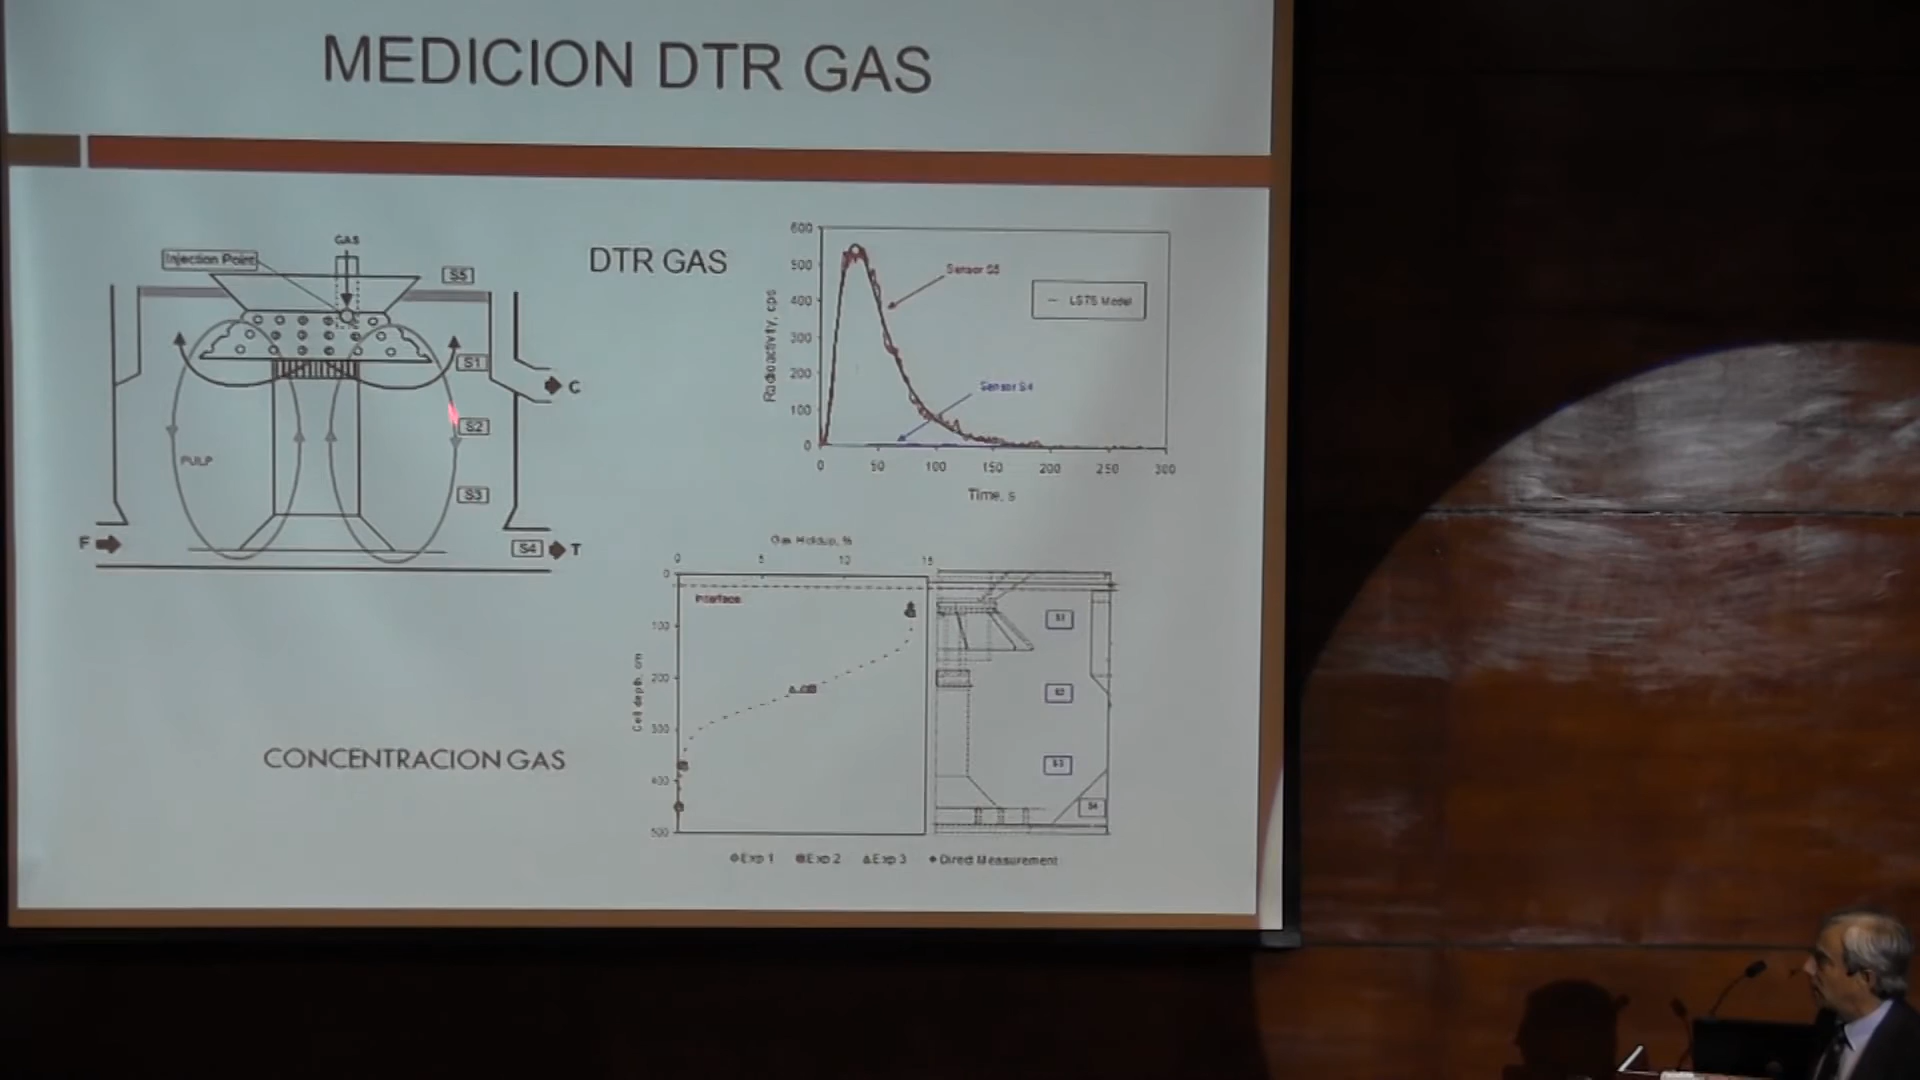 MEDICION DTR GAS
GAS
Injection Point
S5
S1
C
S2
PULP
S3
F
S4
T
DTR GAS
600
500
400
300
200
100
0
Radioactivity, cps
Sensor S5
LSTS Model
Sensor S4
0 50 100 150 200 250 300
Time, s
CONCENTRACION GAS
Gas Holdup, %
0 5 10 15
0
100
200
300
400
500
Cell depth, cm
Interface
S1
S2
S3
S4
Exp 1 Exp 2 Exp 3 Direct Measurement